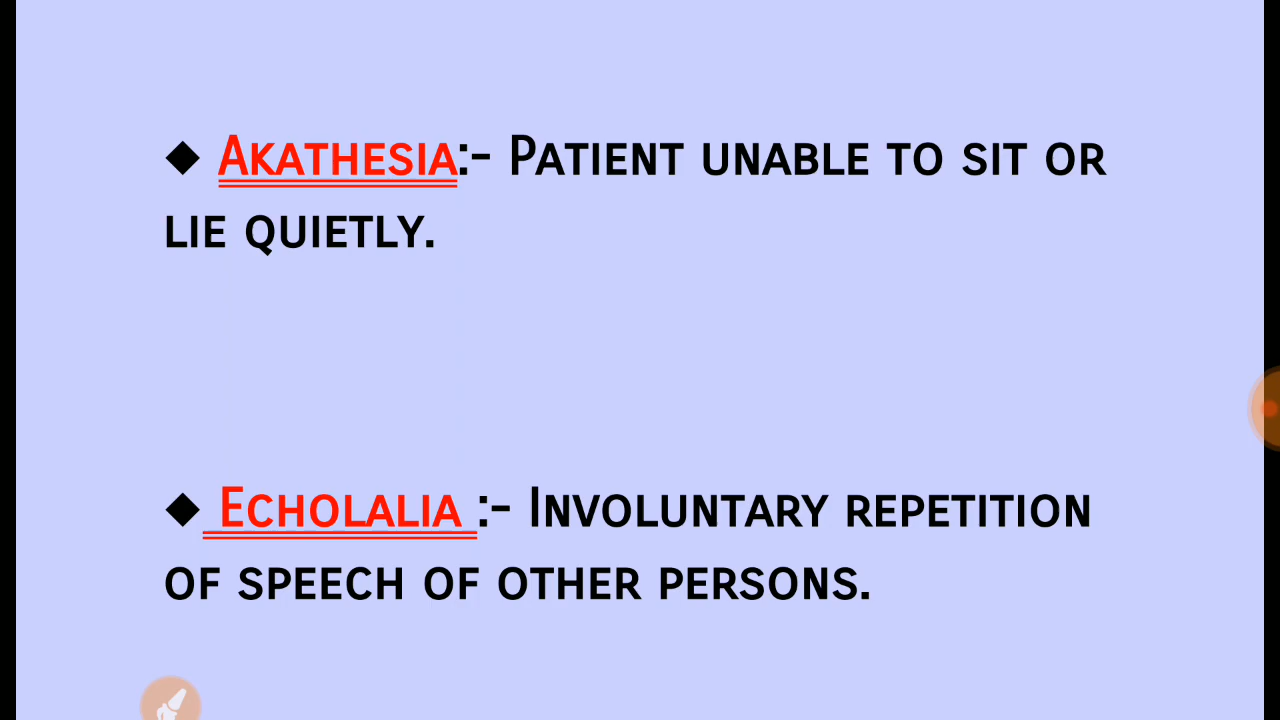 ◆ Akathesia:- Patient unable to sit or
lie quietly.
◆ Echolalia :- Involuntary repetition
of speech of other persons.